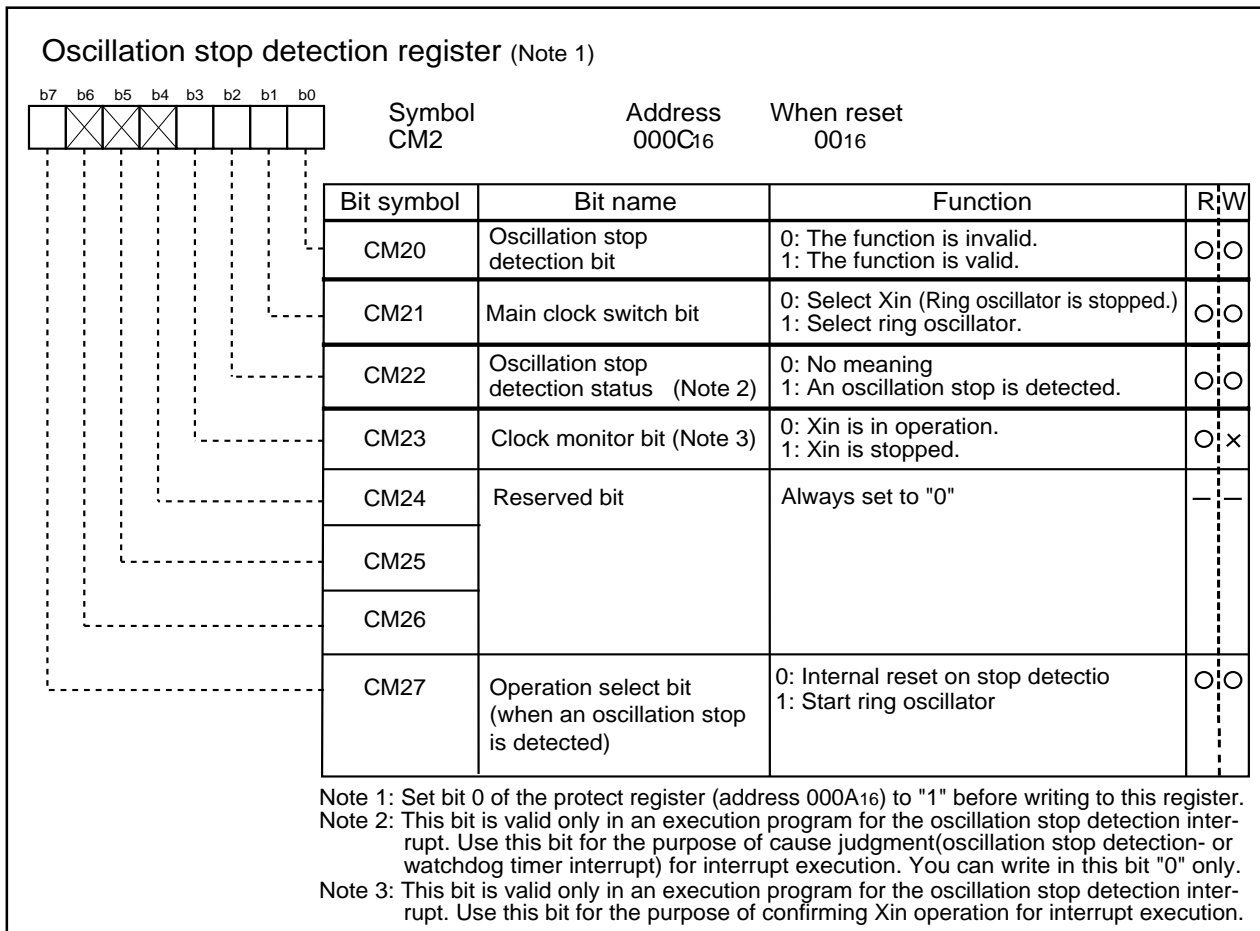 Oscillation stop detection register (Note 1)
b7 b6 b5 b4 b3 b2 b1 b0
Symbol Address When reset
CM2 000C16 0016
Bit symbol Bit name Function R W
CM20 Oscillation stop detection bit 0: The function is invalid.
1: The function is valid.
CM21 Main clock switch bit 0: Select Xin (Ring oscillator is stopped.)
1: Select ring oscillator.
CM22 Oscillation stop detection status (Note 2) 0: No meaning
1: An oscillation stop is detected.
CM23 Clock monitor bit (Note 3) 0: Xin is in operation.
1: Xin is stopped.
CM24 Reserved bit Always set to "0"
CM25
CM26
CM27 Operation select bit (when an oscillation stop is detected) 0: Internal reset on stop detectio
1: Start ring oscillator
Note 1: Set bit 0 of the protect register (address 000A16) to "1" before writing to this register.
Note 2: This bit is valid only in an execution program for the oscillation stop detection inter-
rupt. Use this bit for the purpose of cause judgment(oscillation stop detection- or
watchdog timer interrupt) for interrupt execution. You can write in this bit "0" only.
Note 3: This bit is valid only in an execution program for the oscillation stop detection inter-
rupt. Use this bit for the purpose of confirming Xin operation for interrupt execution.